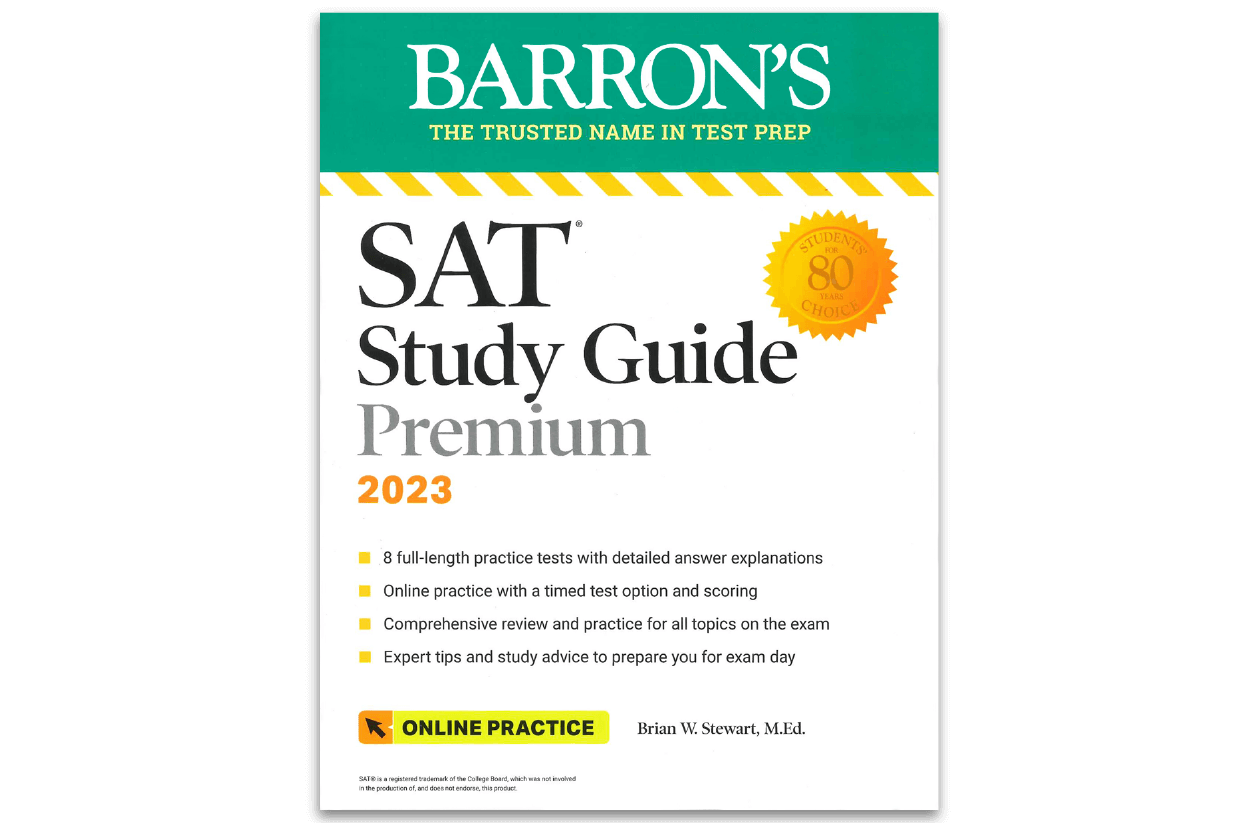 BARRON'S
THE TRUSTED NAME IN TEST PREP
SAT®
STUDENTS'
FOR
80
YEARS
CHOICE
Study Guide
Premium
2023
8 full-length practice tests with detailed answer explanations
Online practice with a timed test option and scoring
Comprehensive review and practice for all topics on the exam
Expert tips and study advice to prepare you for exam day
ONLINE PRACTICE
Brian W. Stewart, M.Ed.
SAT® is a registered trademark of the College Board, which was not involved
in the production of, and does not endorse, this product.